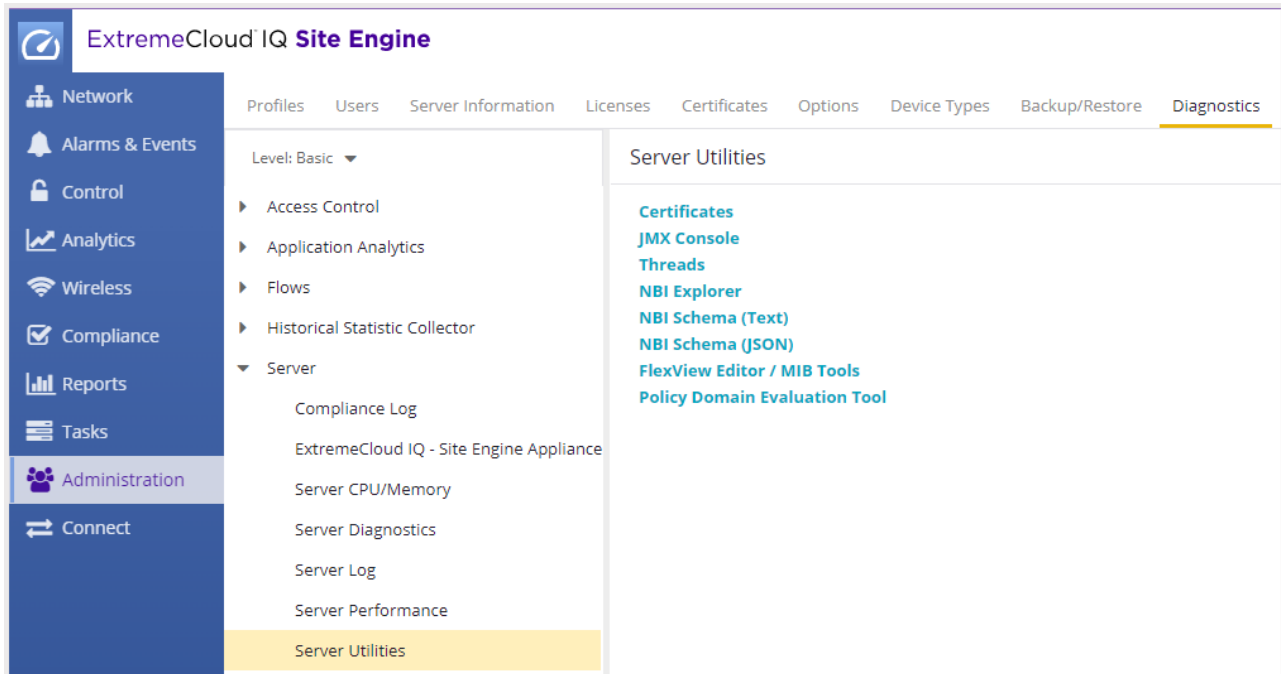 ExtremeCloud IQ Site Engine
Network
Alarms & Events
Control
Analytics
Wireless
Compliance
Reports
Tasks
Administration
Connect
Profiles Users Server Information Licenses Certificates Options Device Types Backup/Restore Diagnostics
Level: Basic
Access Control
Application Analytics
Flows
Historical Statistic Collector
Server
Compliance Log
ExtremeCloud IQ - Site Engine Appliance
Server CPU/Memory
Server Diagnostics
Server Log
Server Performance
Server Utilities
Server Utilities
Certificates
JMX Console
Threads
NBI Explorer
NBI Schema (Text)
NBI Schema (JSON)
FlexView Editor / MIB Tools
Policy Domain Evaluation Tool